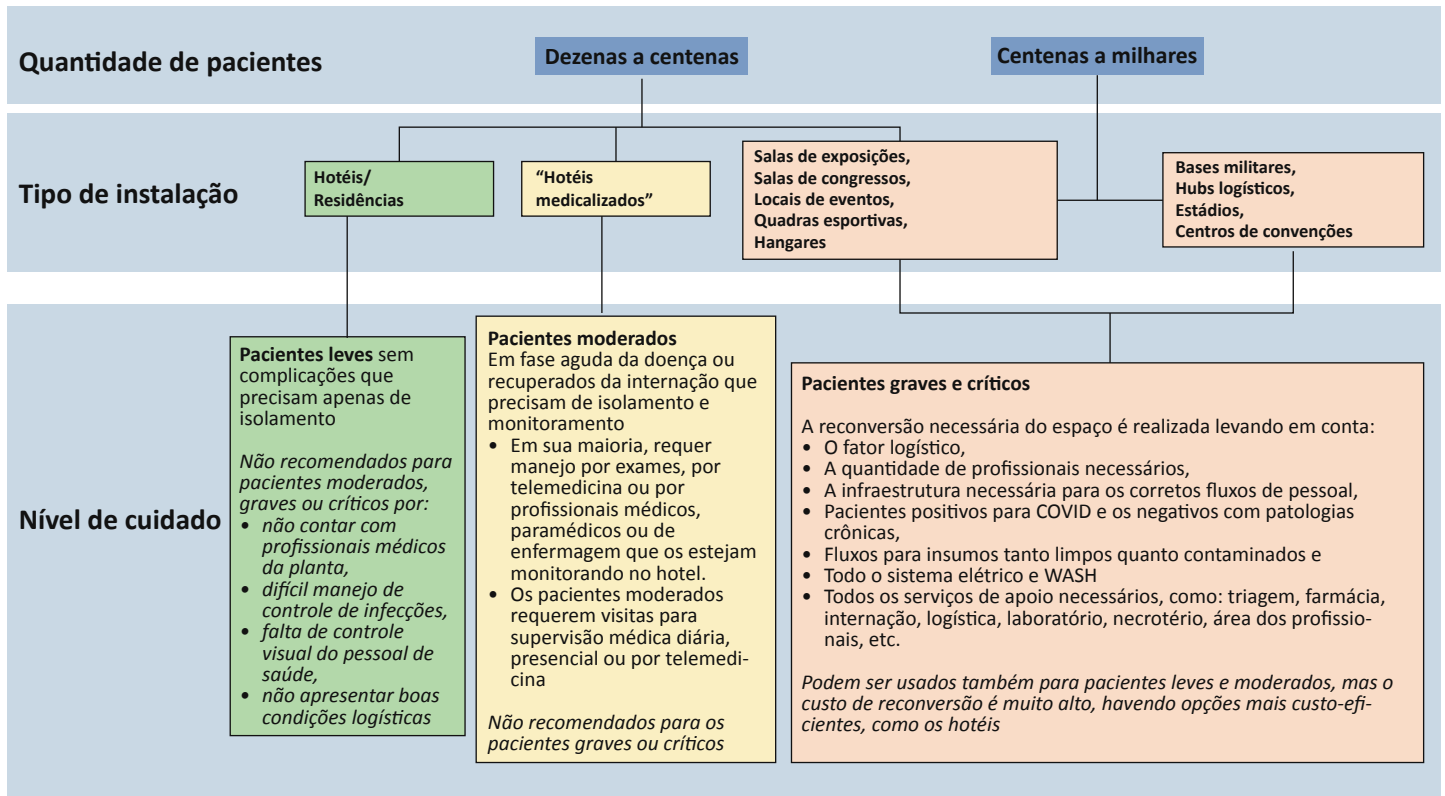 Quantidade de pacientes
Dezenas a centenas
Centenas a milhares
Tipo de instalação
Hotéis/
Residências
“Hotéis
medicalizados”
Salas de exposições,
Salas de congressos,
Locais de eventos,
Quadras esportivas,
Hangares
Bases militares,
Hubs logísticos,
Estádios,
Centros de convenções
Nível de cuidado
Pacientes leves sem
complicações que
precisam apenas de
isolamento
Não recomendados para
pacientes moderados,
graves ou críticos por:
• não contar com
profissionais médicos
da planta,
• difícil manejo de
controle de infecções,
• falta de controle
visual do pessoal de
saúde,
• não apresentar boas
condições logísticas
Pacientes moderados
Em fase aguda da doença ou
recuperados da internação que
precisam de isolamento e
monitoramento
• Em sua maioria, requer
manejo por exames, por
telemedicina ou por
profissionais médicos,
paramédicos ou de
enfermagem que os estejam
monitorando no hotel.
• Os pacientes moderados
requerem visitas para
supervisão médica diária,
presencial ou por telemedi-
cina
Não recomendados para os
pacientes graves ou críticos
Pacientes graves e críticos
A reconversão necessária do espaço é realizada levando em conta:
• O fator logístico,
• A quantidade de profissionais necessários,
• A infraestrutura necessária para os corretos fluxos de pessoal,
• Pacientes positivos para COVID e os negativos com patologias
crônicas,
• Fluxos para insumos tanto limpos quanto contaminados e
• Todo o sistema elétrico e WASH
• Todos os serviços de apoio necessários, como: triagem, farmácia,
internação, logística, laboratório, necrotério, área dos profissio-
nais, etc.
Podem ser usados também para pacientes leves e moderados, mas o
custo de reconversão é muito alto, havendo opções mais custo-efi-
cientes, como os hotéis